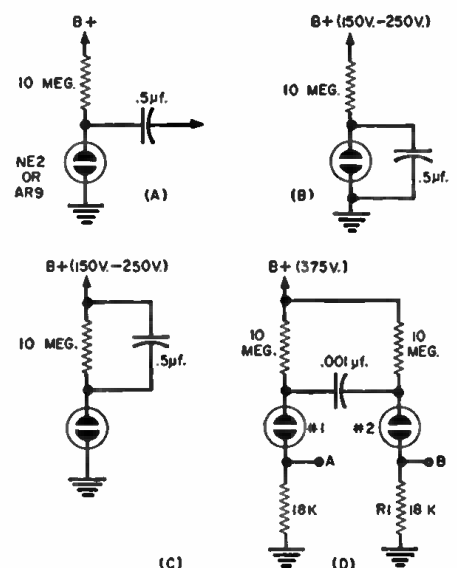 B+
10 MEG.
.5µf.
NE2
OR
AR9
(A)
B+(150V.-250V.)
10 MEG.
.5µf.
(B)
B+(150V.-250V.)
10 MEG.
.5µf.
(C)
B+(375V.)
10
MEG.
10
MEG.
.001µf.
#1
#2
A
B
18K
R1 18 K
(D)